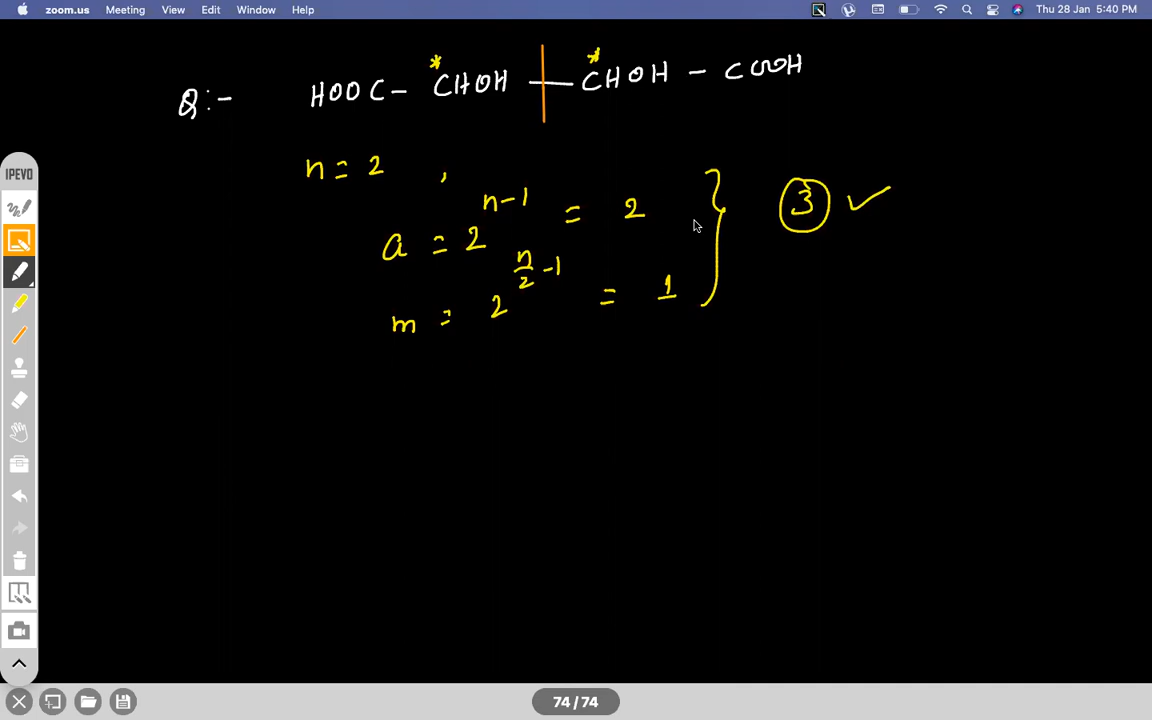 zoom.us Meeting View Edit Window Help Thu 28 Jan 5:40 PM
Q:- HOOC - *CHOH - *CHOH - COOH
IPEVO
n = 2 ,
a = 2^{n-1} = 2
m = 2^{n/2 - 1} = 1
3 ✓
74 / 74